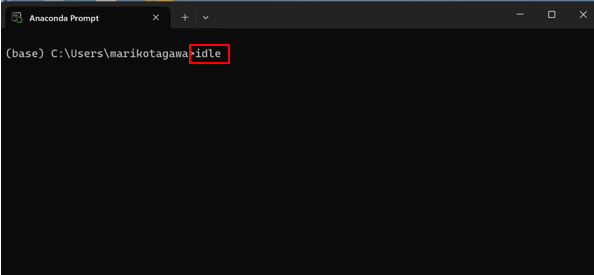 Anaconda Prompt
(base) C:\Users\marikotagawa>idle